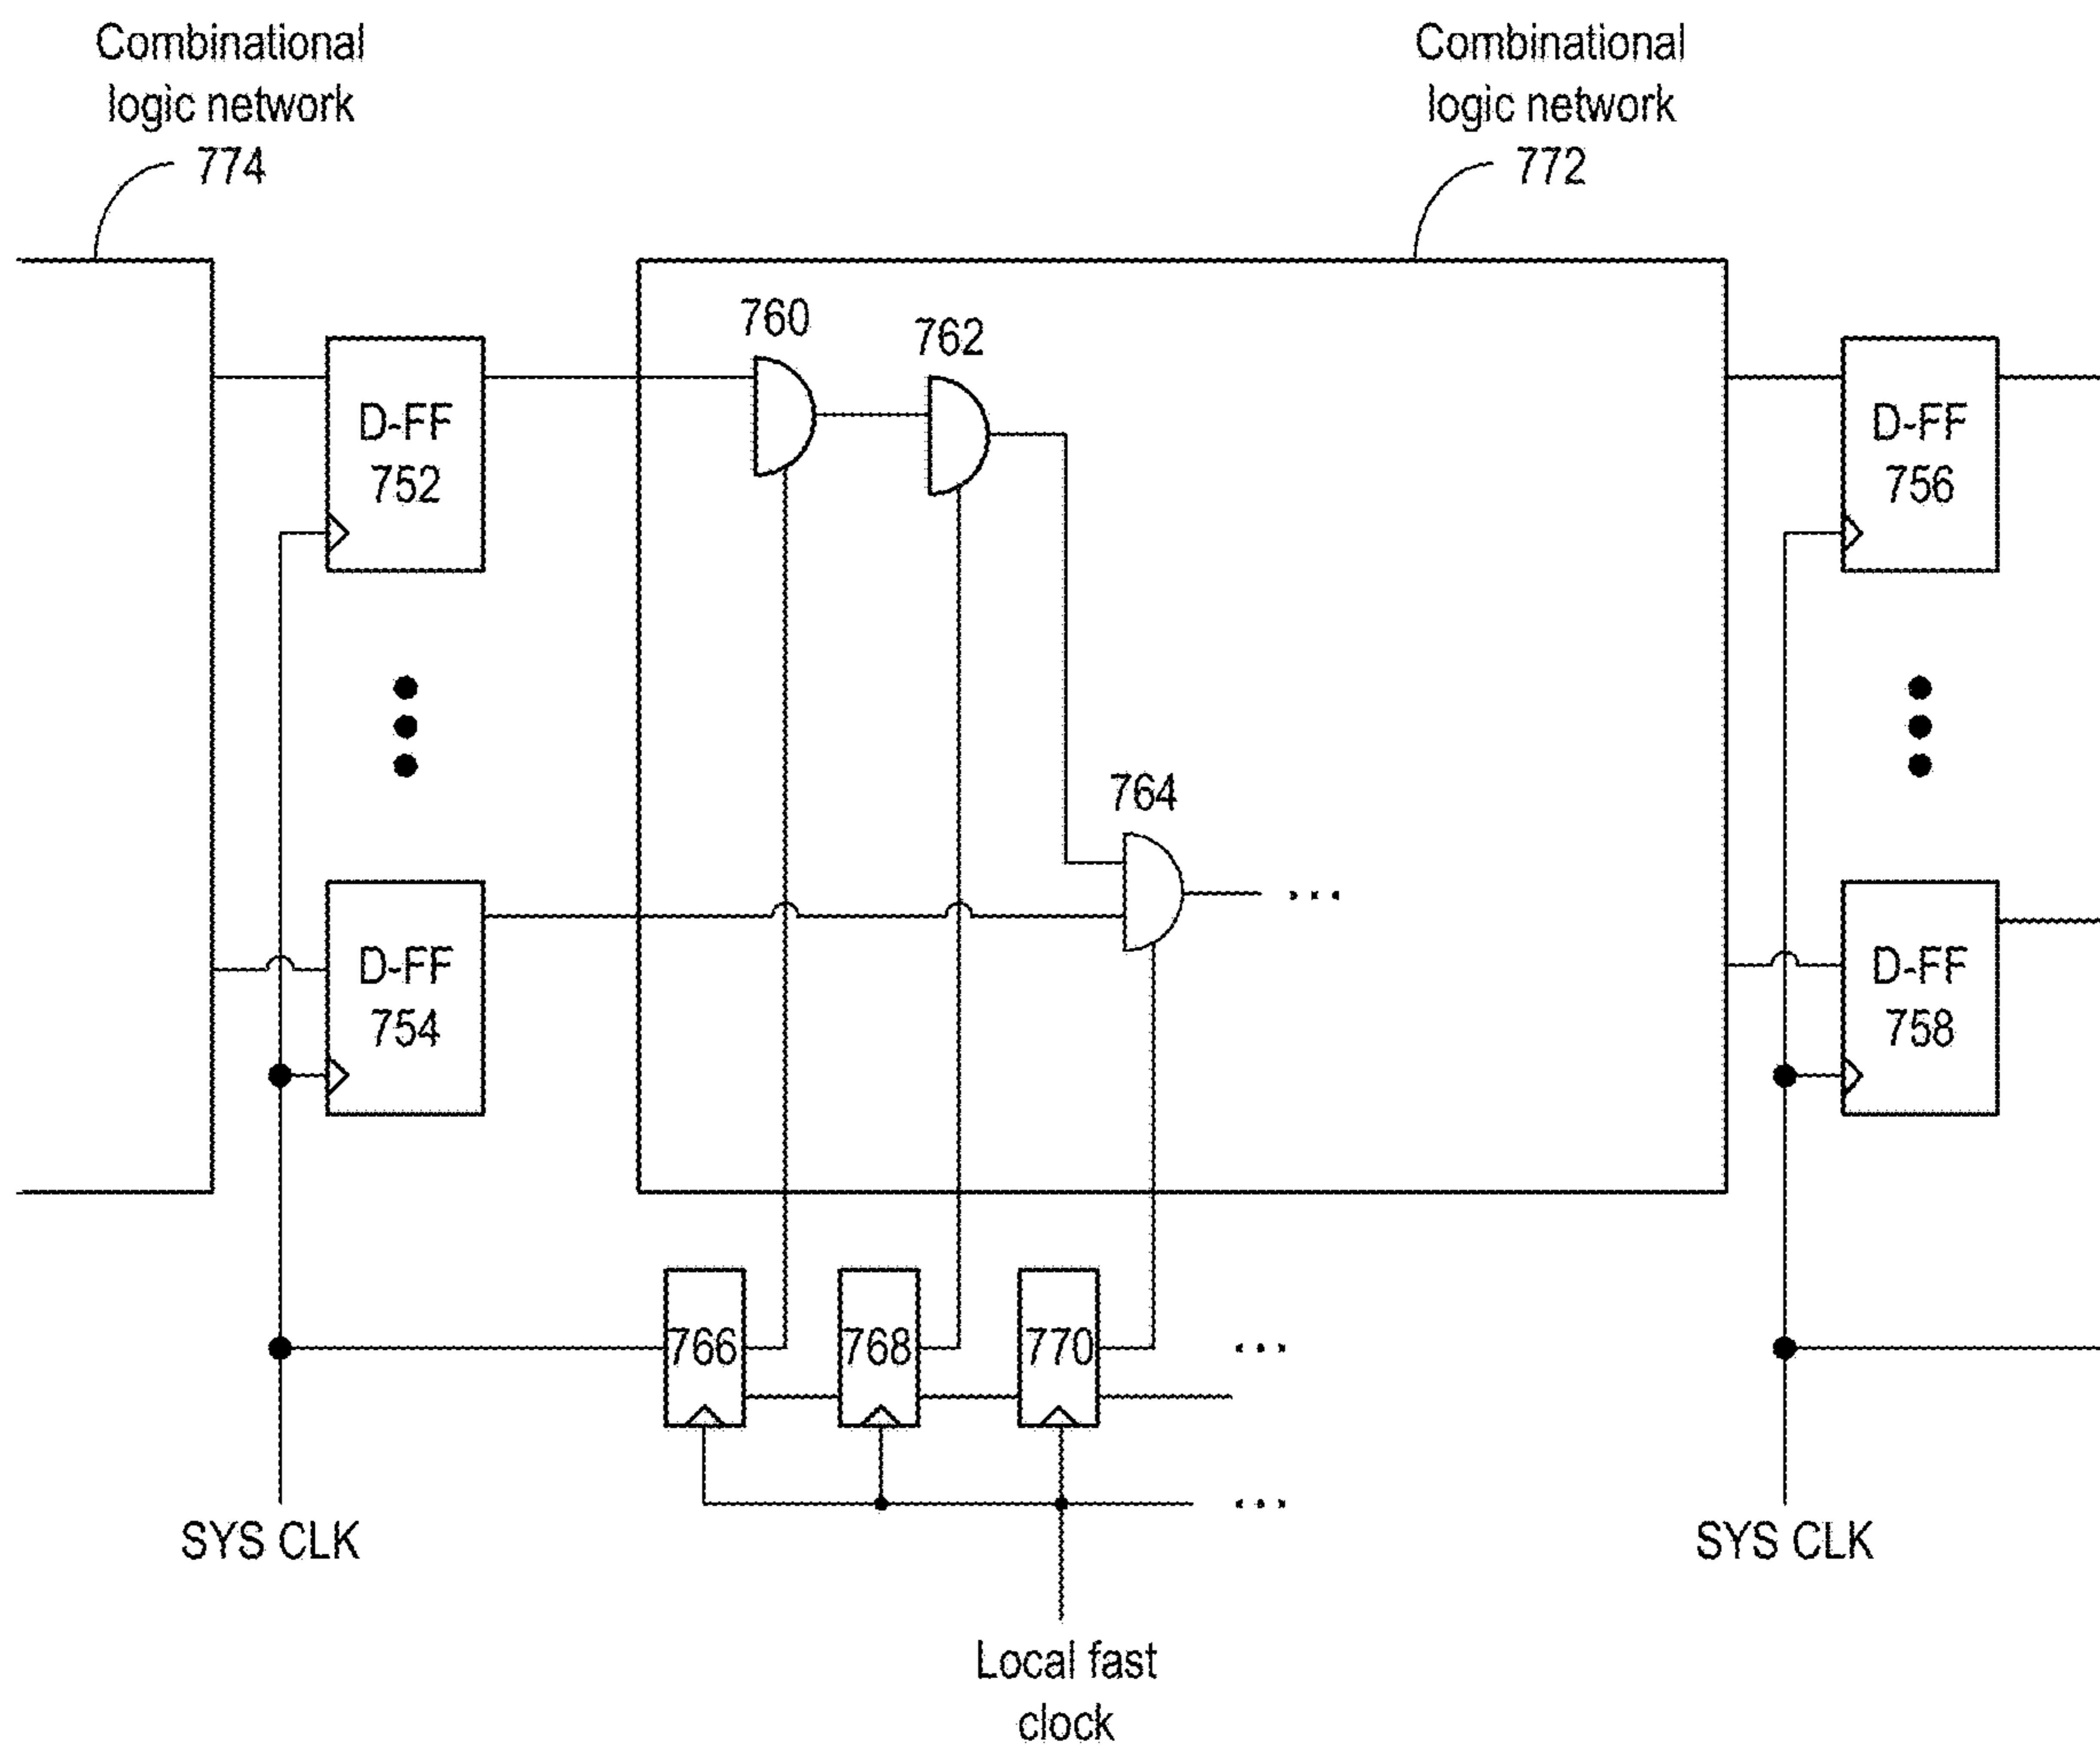 Combinational
logic network
774
Combinational
logic network
772
760
762
D-FF
752
D-FF
756
764
D-FF
754
D-FF
758
766
768
770
SYS CLK
SYS CLK
Local fast
clock